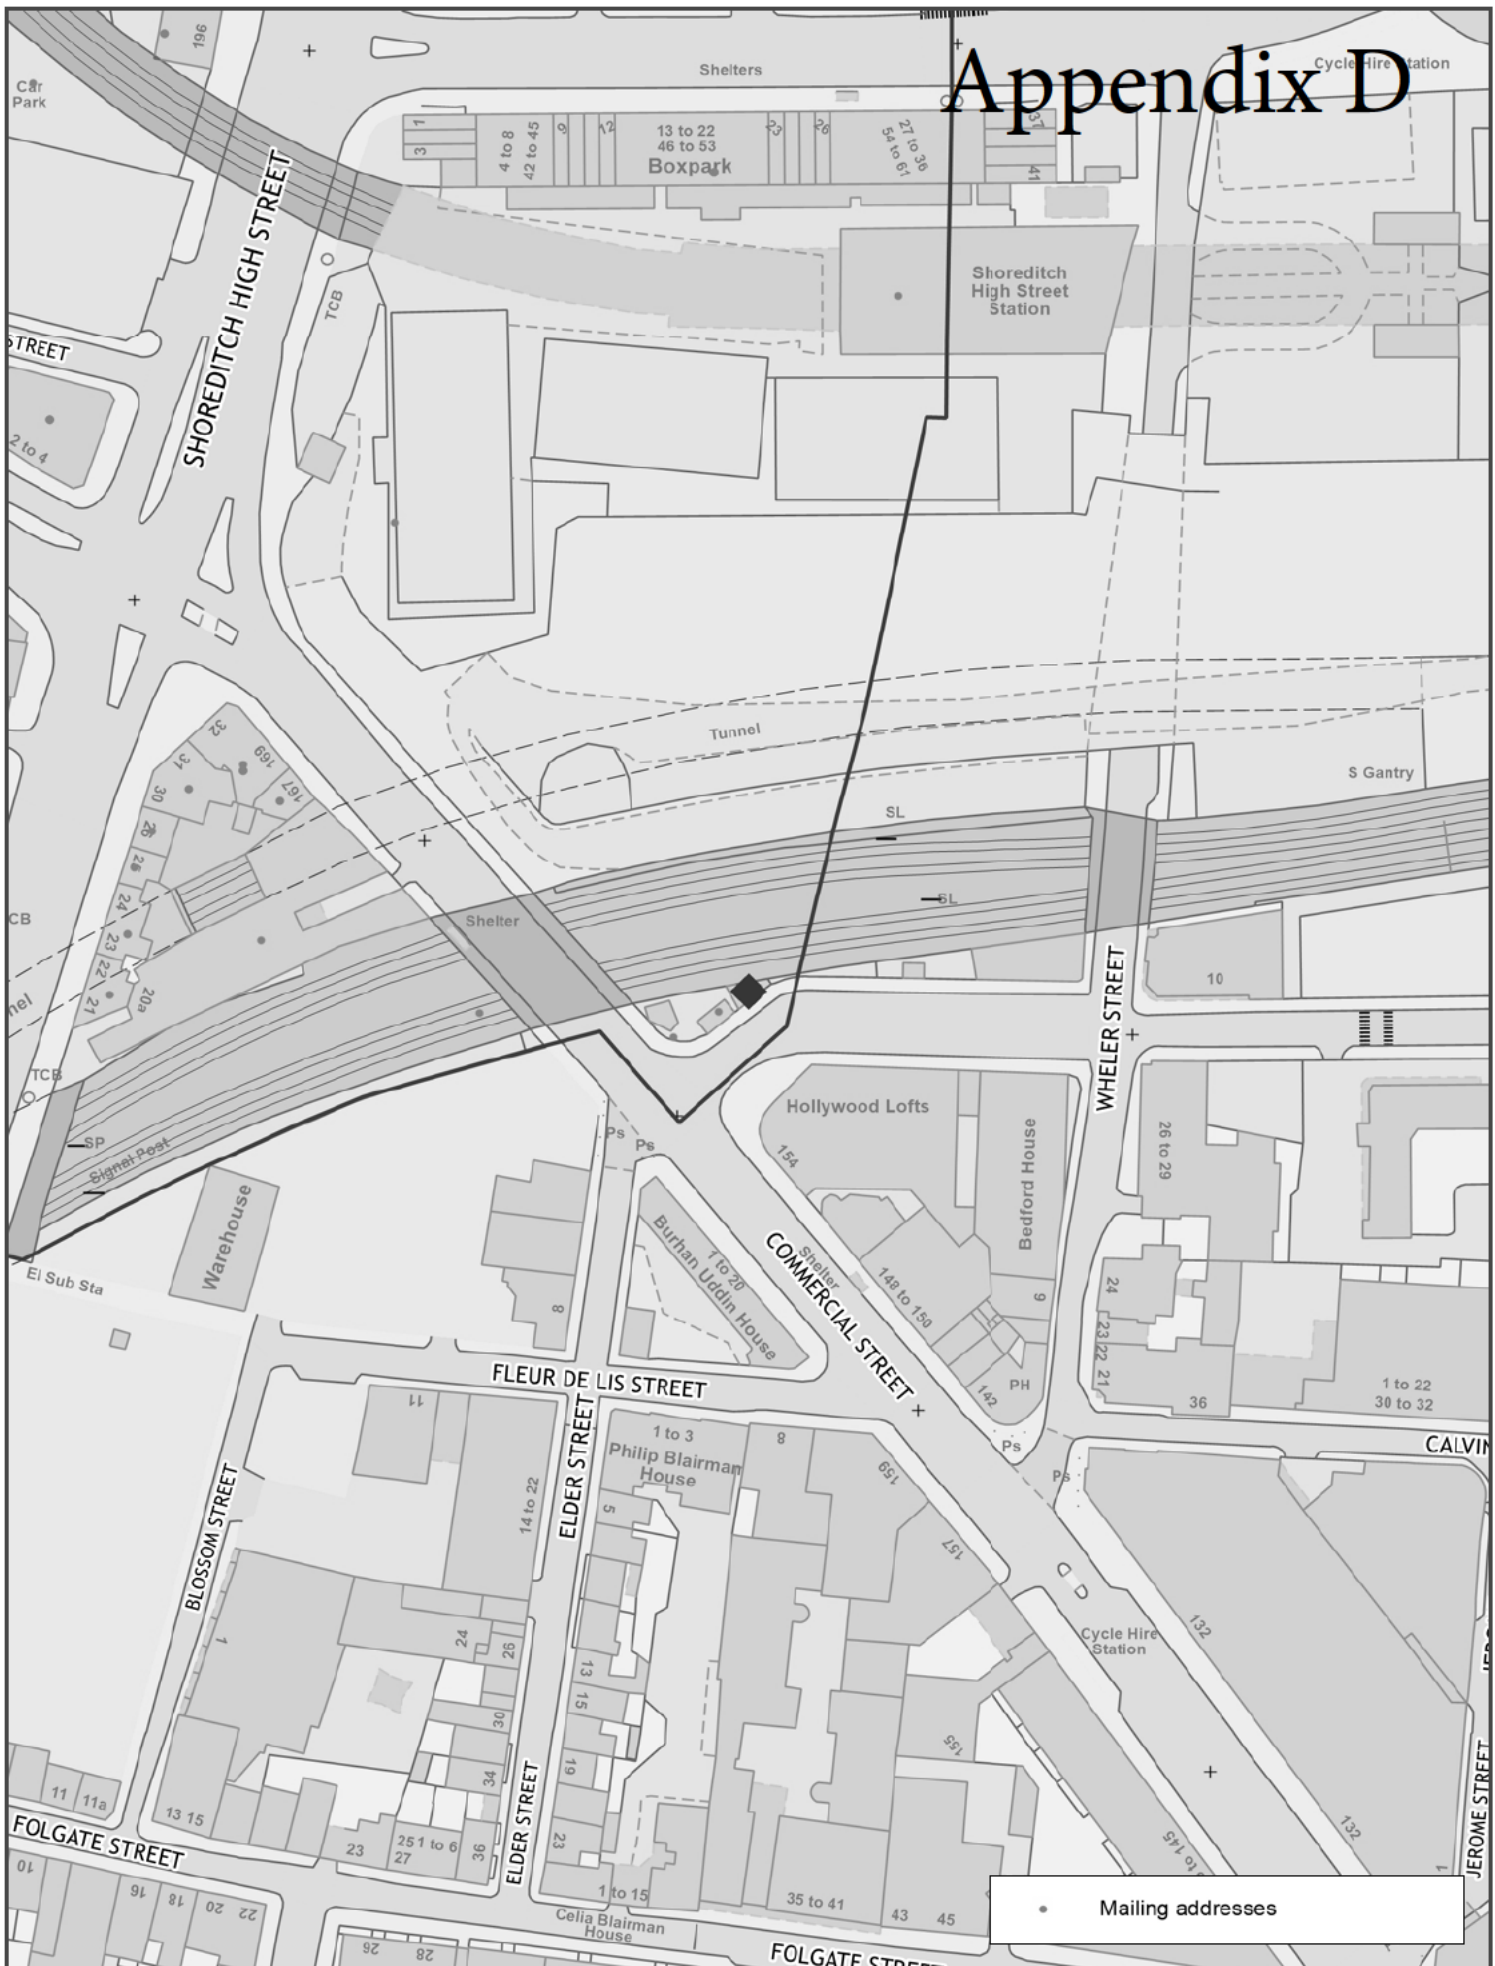 Appendix D
196
Car
Park
Shelters
Cycle Hire Station
1
3
4 to 8
42 to 45
9
12
13 to 22
46 to 53
Boxpark
23
26
27 to 36
54 to 61
37
41
SHOREDITCH HIGH STREET
TCB
Shoreditch
High Street
Station
STREET
2 to 4
Tunnel
S Gantry
SL
SL
32
31
30
169
167
26
25
24
23
22
21
20a
CB
nel
TCB
Shelter
SP
Signal Post
El Sub Sta
Warehouse
WHELER STREET
10
Hollywood Lofts
154
Bedford House
26 to 29
Ps
Ps
Burhan Uddin House
1 to 20
8
COMMERCIAL STREET
Shelter
148 to 150
9
PH
142
Ps
Ps
24
23
22
21
36
1 to 22
30 to 32
CALVIN
FLEUR DE LIS STREET
11
14 to 22
ELDER STREET
1 to 3
Philip Blairman
House
8
159
157
5
BLOSSOM STREET
1
24
26
30
34
13
15
19
23
Cycle Hire
Station
132
132
155
JEROME STREET
11
11a
13 15
23
25
27
1 to 6
36
ELDER STREET
FOLGATE STREET
10
16
18
20
22
1 to 15
Celia Blairman
House
35 to 41
43
45
to 145
1
26
28
FOLGATE STREET
Mailing addresses